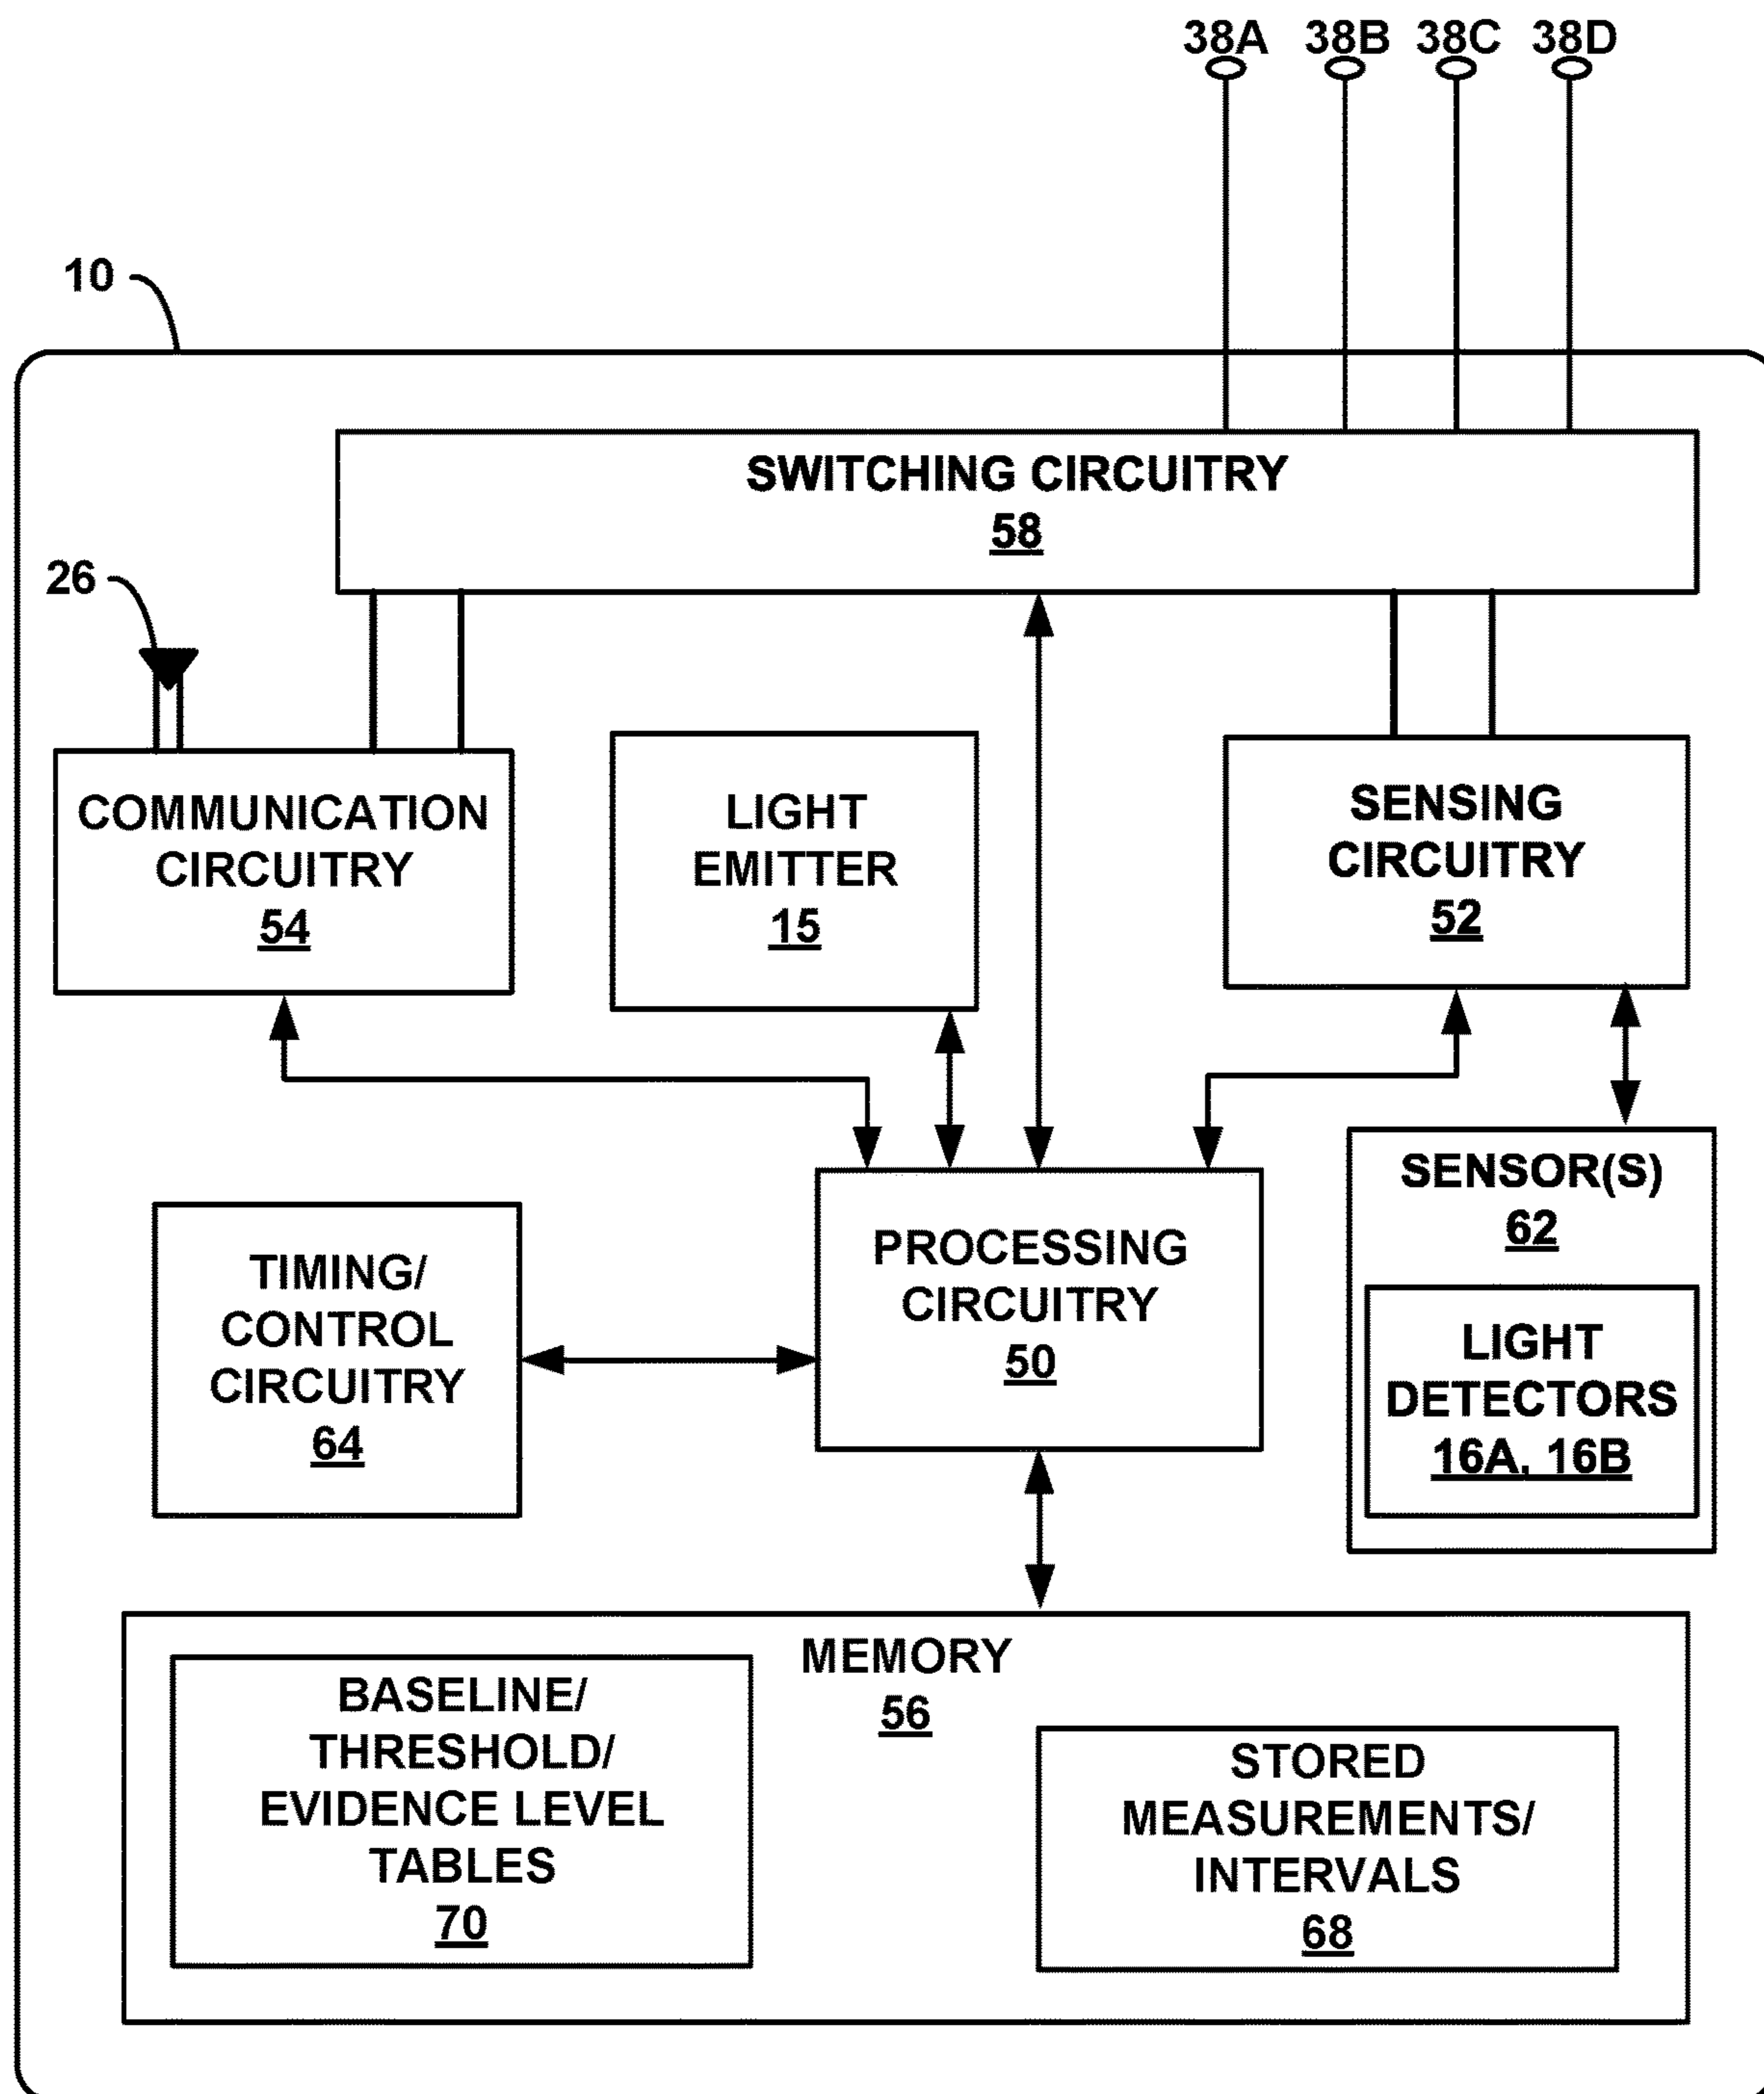 38A 38B 38C 38D
10
SWITCHING CIRCUITRY
58
26
COMMUNICATION
CIRCUITRY
54
LIGHT
EMITTER
15
SENSING
CIRCUITRY
52
TIMING/
CONTROL
CIRCUITRY
64
PROCESSING
CIRCUITRY
50
SENSOR(S)
62
LIGHT
DETECTORS
16A, 16B
MEMORY
56
BASELINE/
THRESHOLD/
EVIDENCE LEVEL
TABLES
70
STORED
MEASUREMENTS/
INTERVALS
68